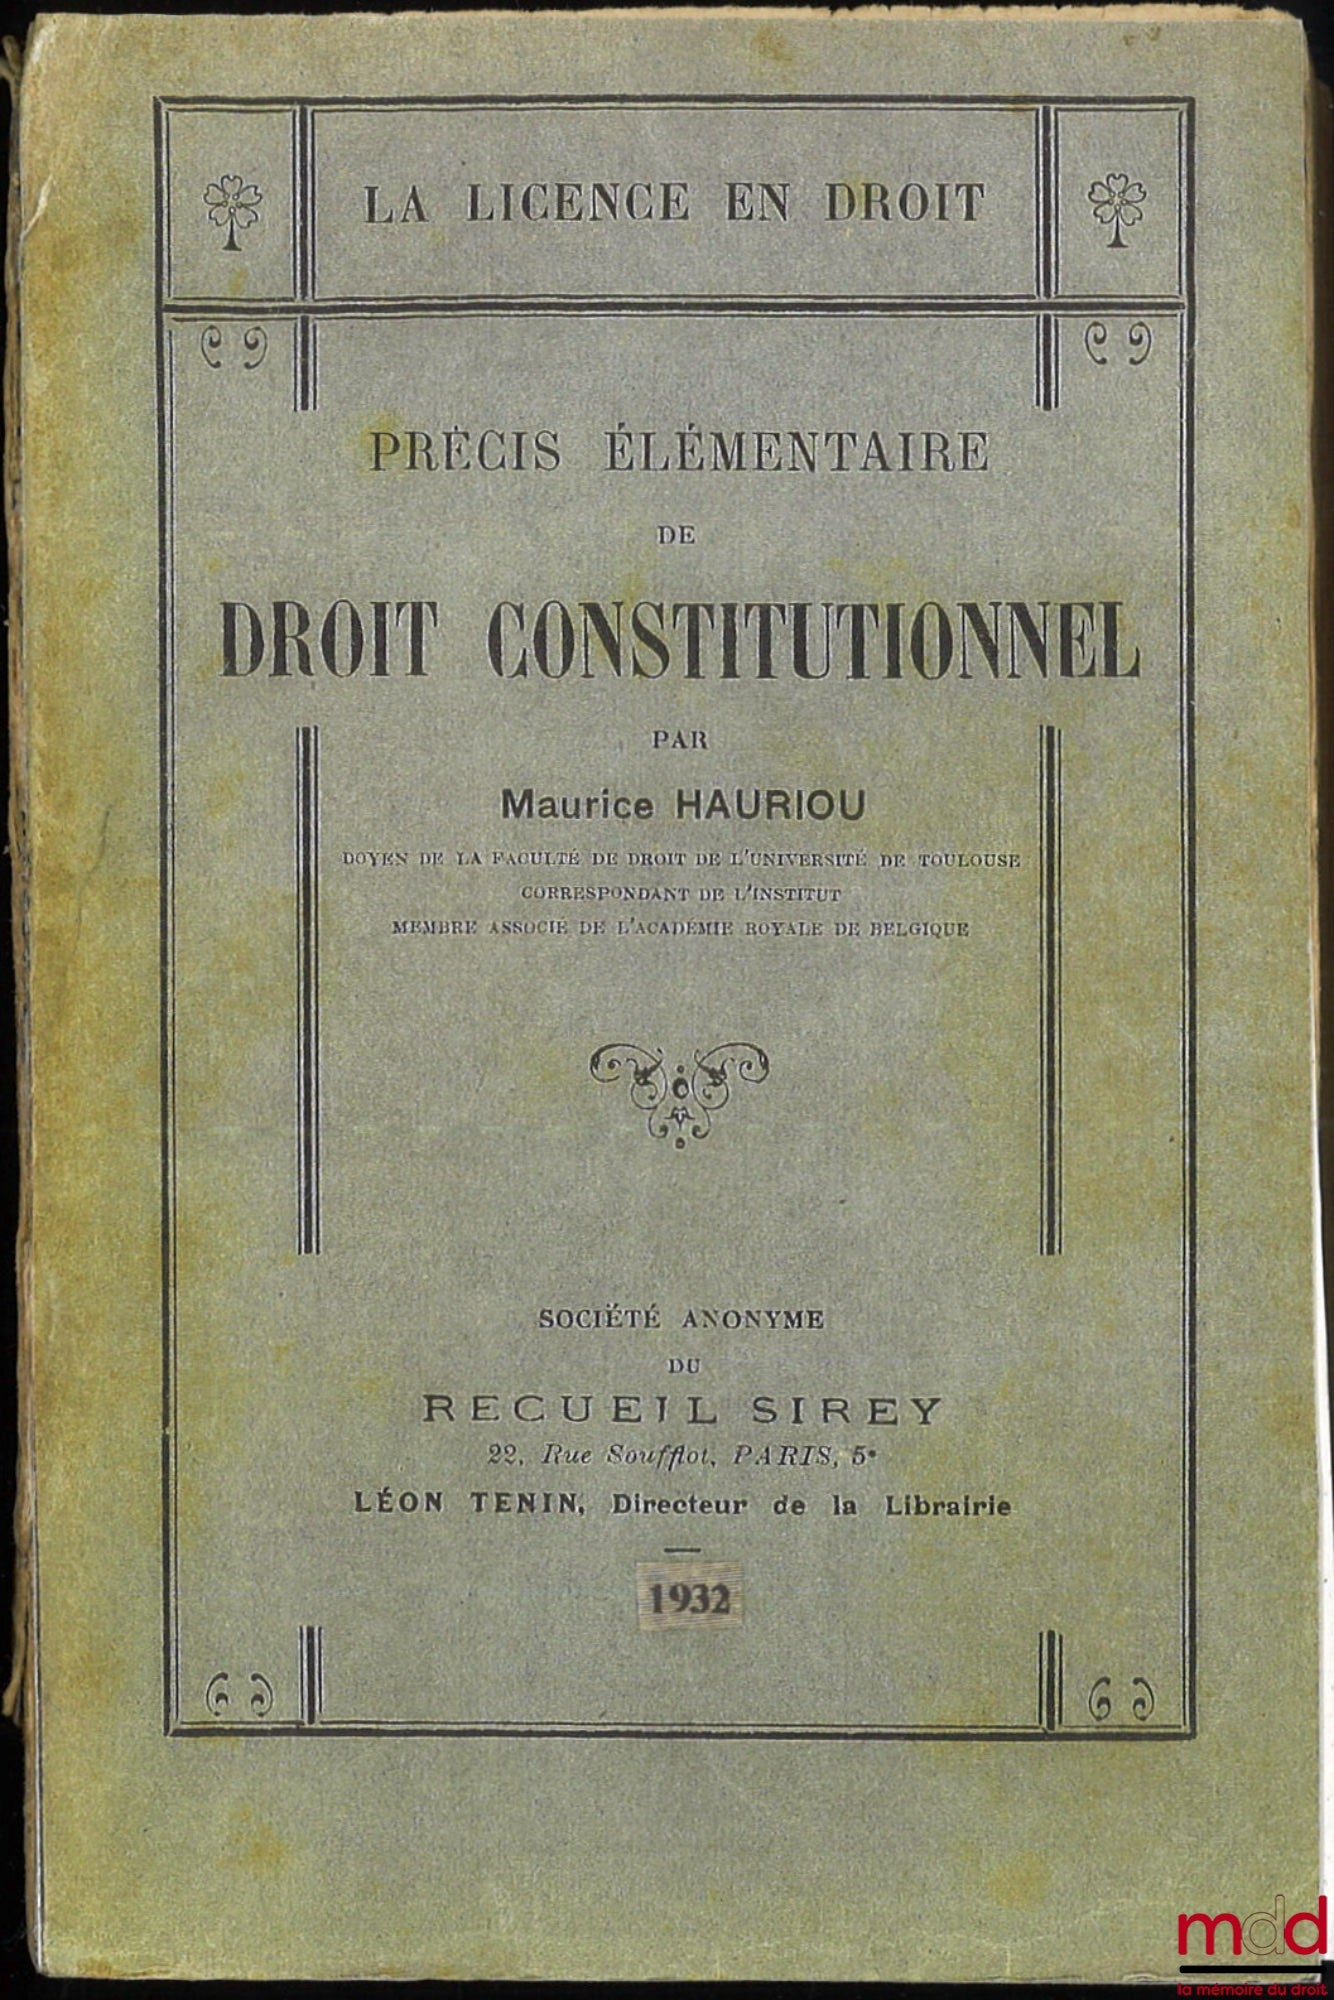 LA LICENCE EN DROIT
PRÉCIS ÉLÉMENTAIRE
DE
DROIT CONSTITUTIONNEL
PAR
Maurice HAURIOU
DOYEN DE LA FACULTÉ DE DROIT DE L'UNIVERSITÉ DE TOULOUSE
CORRESPONDANT DE L'INSTITUT
MEMBRE ASSOCIÉ DE L'ACADÉMIE ROYALE DE BELGIQUE
SOCIÉTÉ ANONYME
DU
RECUEIL SIREY
22, Rue Soufflot, PARIS, 5e
LÉON TENIN, Directeur de la Librairie
1932
mdd
la mémoire du droit